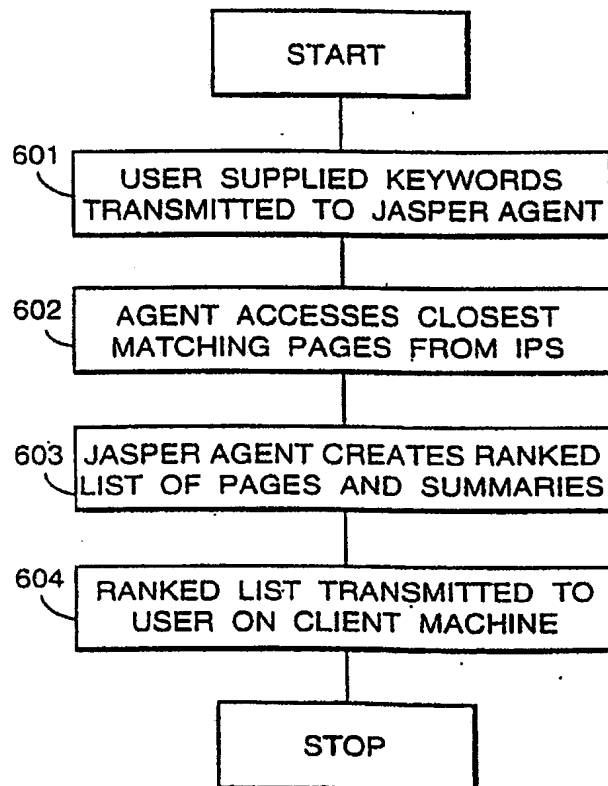 START
601
USER SUPPLIED KEYWORDS
TRANSMITTED TO JASPER AGENT
602
AGENT ACCESSES CLOSEST
MATCHING PAGES FROM IPS
603
JASPER AGENT CREATES RANKED
LIST OF PAGES AND SUMMARIES
604
RANKED LIST TRANSMITTED TO
USER ON CLIENT MACHINE
STOP